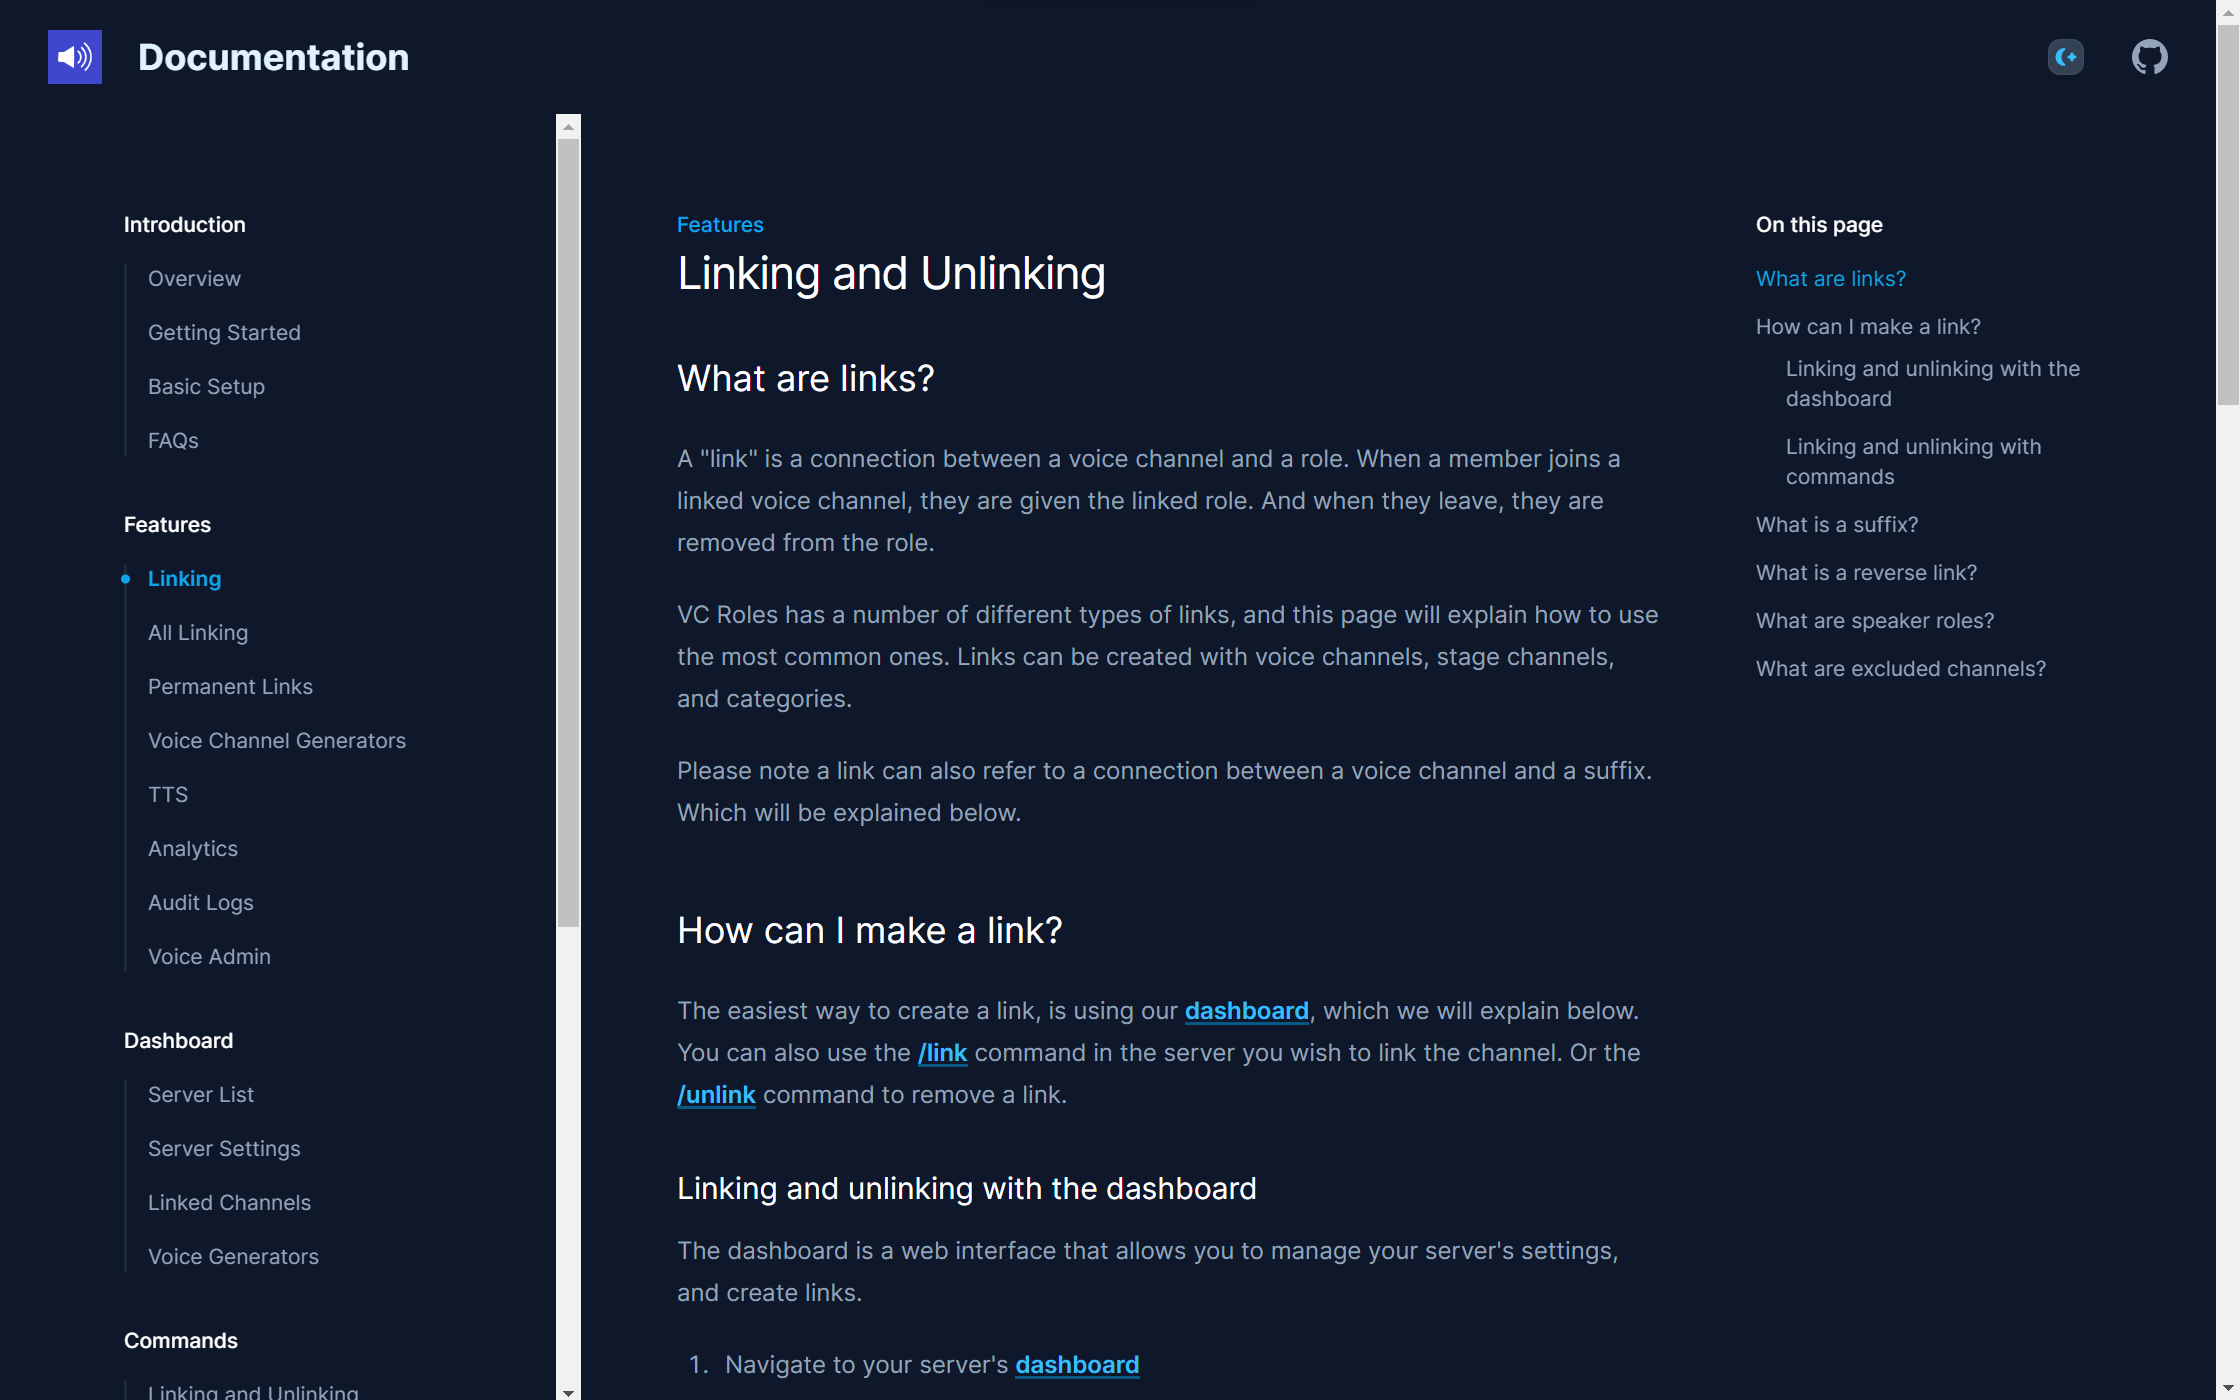 Documentation
Introduction
Overview
Getting Started
Basic Setup
FAQs
Features
Linking
All Linking
Permanent Links
Voice Channel Generators
TTS
Analytics
Audit Logs
Voice Admin
Dashboard
Server List
Server Settings
Linked Channels
Voice Generators
Commands
Linking and Unlinking
Features
Linking and Unlinking
What are links?
A "link" is a connection between a voice channel and a role. When a member joins a
linked voice channel, they are given the linked role. And when they leave, they are
removed from the role.
VC Roles has a number of different types of links, and this page will explain how to use
the most common ones. Links can be created with voice channels, stage channels,
and categories.
Please note a link can also refer to a connection between a voice channel and a suffix.
Which will be explained below.
How can I make a link?
The easiest way to create a link, is using our dashboard, which we will explain below.
You can also use the /link command in the server you wish to link the channel. Or the
/unlink command to remove a link.
Linking and unlinking with the dashboard
The dashboard is a web interface that allows you to manage your server's settings,
and create links.
1. Navigate to your server's dashboard
On this page
What are links?
How can I make a link?
Linking and unlinking with the
dashboard
Linking and unlinking with
commands
What is a suffix?
What is a reverse link?
What are speaker roles?
What are excluded channels?